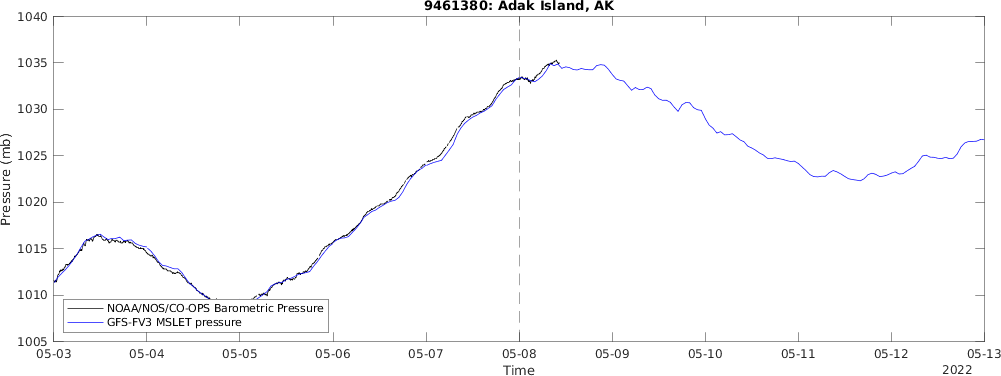 9461380: Adak Island, AK
1040
1035
1030
1025
1020
1015
1010
1005
Pressure (mb)
NOAA/NOS/CO-OPS Barometric Pressure
GFS-FV3 MSLET pressure
05-03 05-04 05-05 05-06 05-07 05-08 05-09 05-10 05-11 05-12 05-13
Time
2022